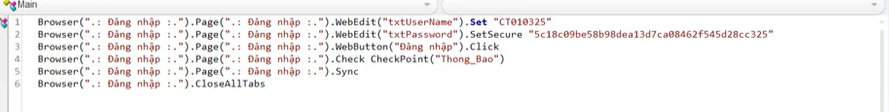 Main
1 Browser(".: Đăng nhập :.").Page(".: Đăng nhập :.").WebEdit("txtUserName").Set "CT010325"
2 Browser(".: Đăng nhập :.").Page(".: Đăng nhập :.").WebEdit("txtPassword").SetSecure "5c18c09be58b98dea13d7ca08462f545d28cc325"
3 Browser(".: Đăng nhập :.").Page(".: Đăng nhập :.").WebButton("Đăng nhập").Click
4 Browser(".: Đăng nhập :.").Page(".: Đăng nhập :.").Check CheckPoint("Thong_Bao")
5 Browser(".: Đăng nhập :.").Page(".: Đăng nhập :.").Sync
6 Browser(".: Đăng nhập :.").CloseAllTabs